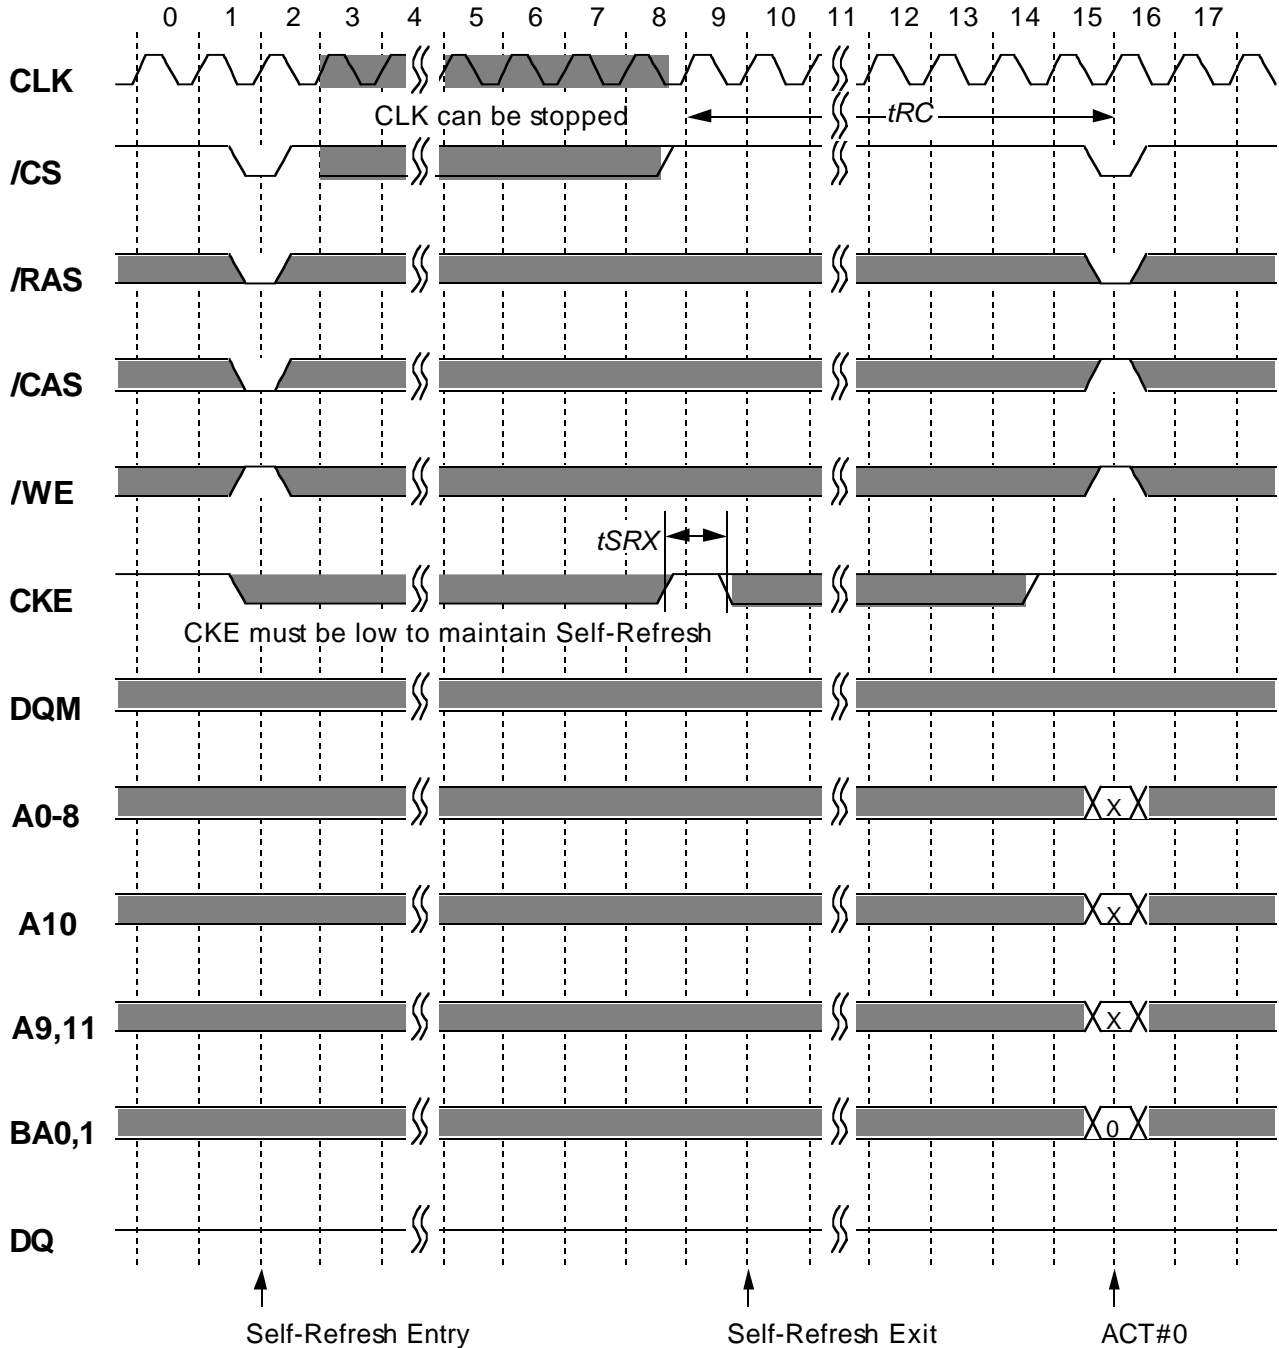 0 1 2 3 4 5 6 7 8 9 10 11 12 13 14 15 16 17
CLK
CLK can be stopped
tRC
/CS
/RAS
/CAS
/WE
tSRX
CKE
CKE must be low to maintain Self-Refresh
DQM
A0-8 X
A10 X
A9,11 X
BA0,1 0
DQ
Self-Refresh Entry Self-Refresh Exit ACT#0